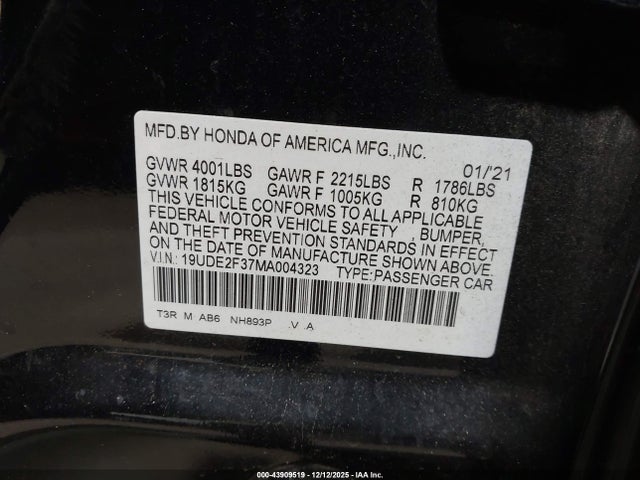 MFD.BY HONDA OF AMERICA MFG.,INC. 01/'21
GVWR 4001LBS GAWR F 2215LBS R 1786LBS
GVWR 1815KG GAWR F 1005KG R 810KG
THIS VEHICLE CONFORMS TO ALL APPLICABLE
FEDERAL MOTOR VEHICLE SAFETY , BUMPER,
AND THEFT PREVENTION STANDARDS IN EFFECT
ON THE DATE OF MANUFACTURE SHOWN ABOVE.
V.I.N.: 19UDE2F37MA004323 TYPE:PASSENGER CAR
T3R M AB6 NH893P .V .A
000-43909519 - 12/12/2025 - IAA Inc.